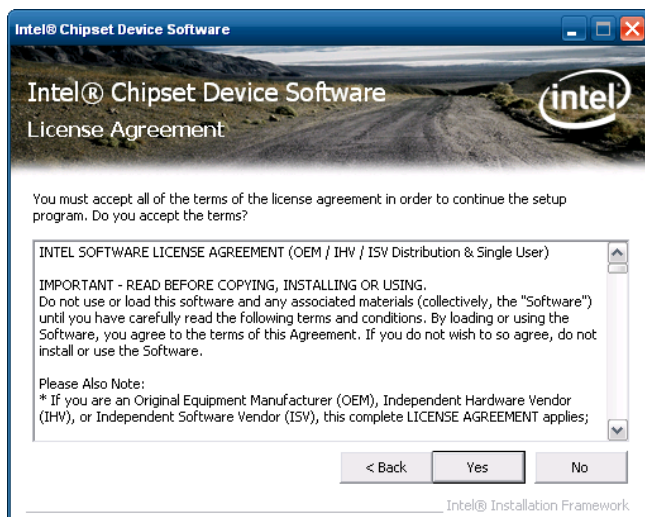 Intel® Chipset Device Software
Intel® Chipset Device Software
intel
License Agreement
You must accept all of the terms of the license agreement in order to continue the setup
program. Do you accept the terms?
INTEL SOFTWARE LICENSE AGREEMENT (OEM / IHV / ISV Distribution & Single User)
IMPORTANT - READ BEFORE COPYING, INSTALLING OR USING.
Do not use or load this software and any associated materials (collectively, the "Software")
until you have carefully read the following terms and conditions. By loading or using the
Software, you agree to the terms of this Agreement. If you do not wish to so agree, do not
install or use the Software.
Please Also Note:
* If you are an Original Equipment Manufacturer (OEM), Independent Hardware Vendor
(IHV), or Independent Software Vendor (ISV), this complete LICENSE AGREEMENT applies;
< Back Yes No
Intel® Installation Framework